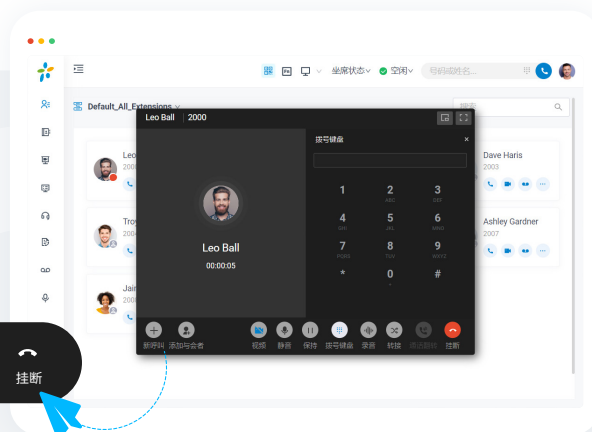 坐席状态
空闲
号码或姓名...
Default_All_Extensions
搜索
Leo Ball 2000
拨号键盘
Leo
Dave Haris
2003
1 2 3
ABC DEF
4 5 6
GHI JKL MNO
Troy
Ashley Gardner
2007
Leo Ball
00:00:05
7 8 9
PQRS TUV WXYZ
* 0 #
+
新呼叫 添加与会者 视频 静音 保持 拨号键盘 录音 转接 挂断
挂断